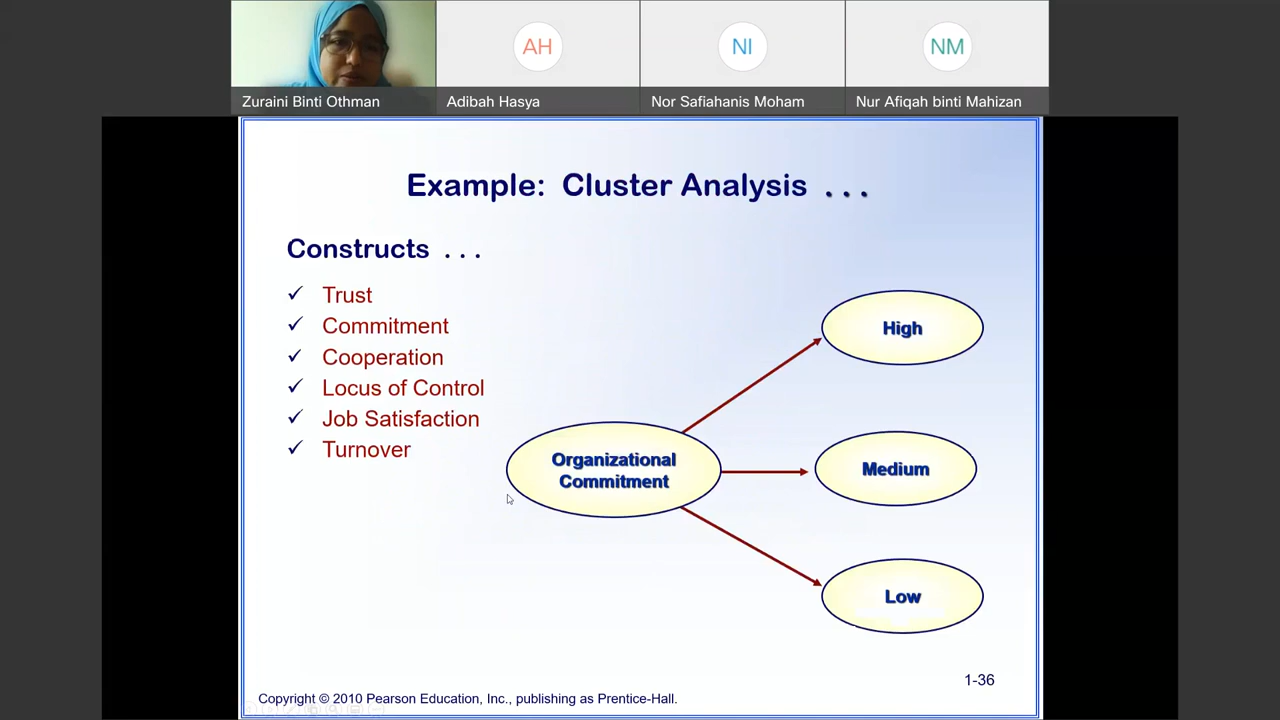 AH
NI
NM
Zuraini Binti Othman
Adibah Hasya
Nor Safiahanis Moham
Nur Afiqah binti Mahizan
Example: Cluster Analysis . . .
Constructs . . .
✓ Trust
✓ Commitment
✓ Cooperation
✓ Locus of Control
✓ Job Satisfaction
✓ Turnover
Organizational
Commitment
High
Medium
Low
1-36
Copyright © 2010 Pearson Education, Inc., publishing as Prentice-Hall.